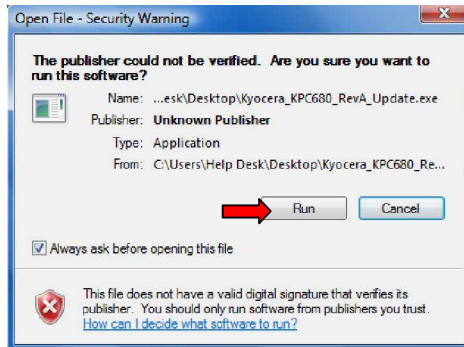 Open File - Security Warning
The publisher could not be verified. Are you sure you want to
run this software?
Name: ...esk\Desktop\Kyocera_KPC680_RevA_Update.exe
Publisher: Unknown Publisher
Type: Application
From: C:\Users\Help Desk\Desktop\Kyocera_KPC680_Re...
Run Cancel
Always ask before opening this file
This file does not have a valid digital signature that verifies its
publisher. You should only run software from publishers you trust.
How can I decide what software to run?